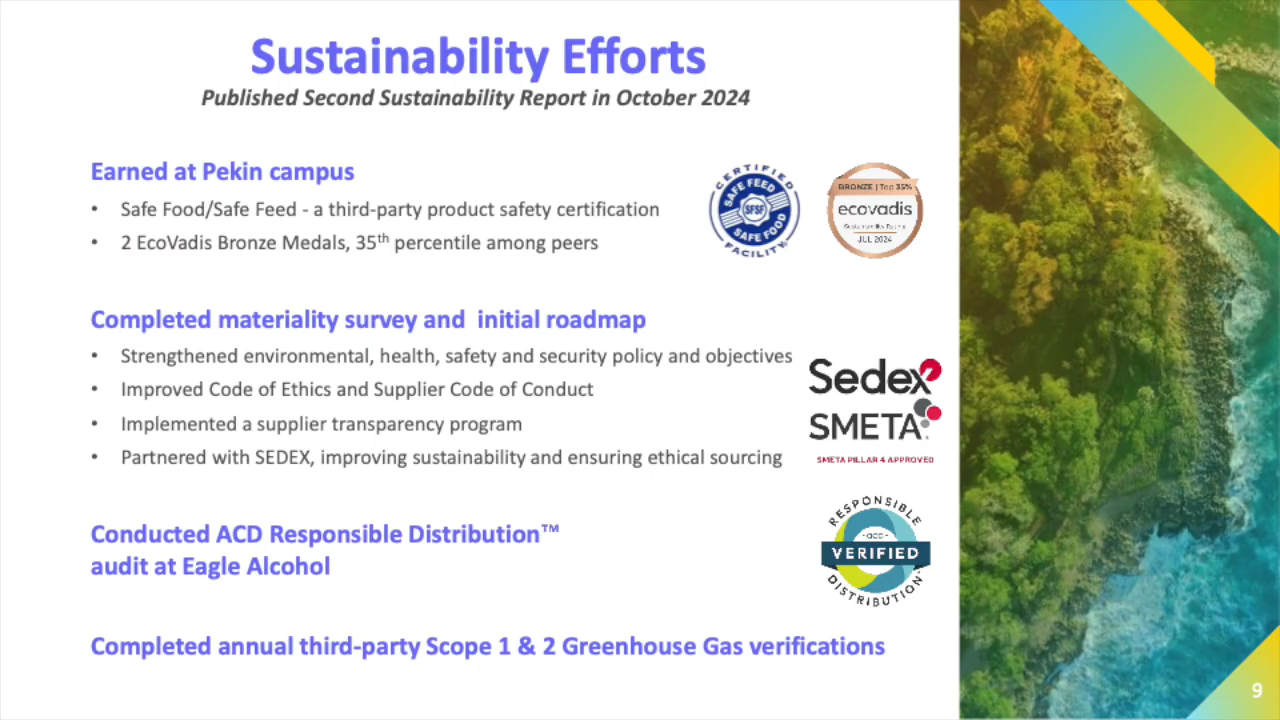 Sustainability Efforts
Published Second Sustainability Report in October 2024
Earned at Pekin campus
• Safe Food/Safe Feed - a third-party product safety certification
• 2 EcoVadis Bronze Medals, 35th percentile among peers
CERTIFIED
SAFE FEED
SFSF
SAFE FOOD
FACILITY
BRONZE | Top 35%
ecovadis
Sustainability Rating
JUL 2024
Completed materiality survey and initial roadmap
• Strengthened environmental, health, safety and security policy and objectives
• Improved Code of Ethics and Supplier Code of Conduct
• Implemented a supplier transparency program
• Partnered with SEDEX, improving sustainability and ensuring ethical sourcing
Sedex
SMETA
SMETA PILLAR 4 APPROVED
Conducted ACD Responsible Distribution™
audit at Eagle Alcohol
RESPONSIBLE
acd
VERIFIED
DISTRIBUTION
Completed annual third-party Scope 1 & 2 Greenhouse Gas verifications
9